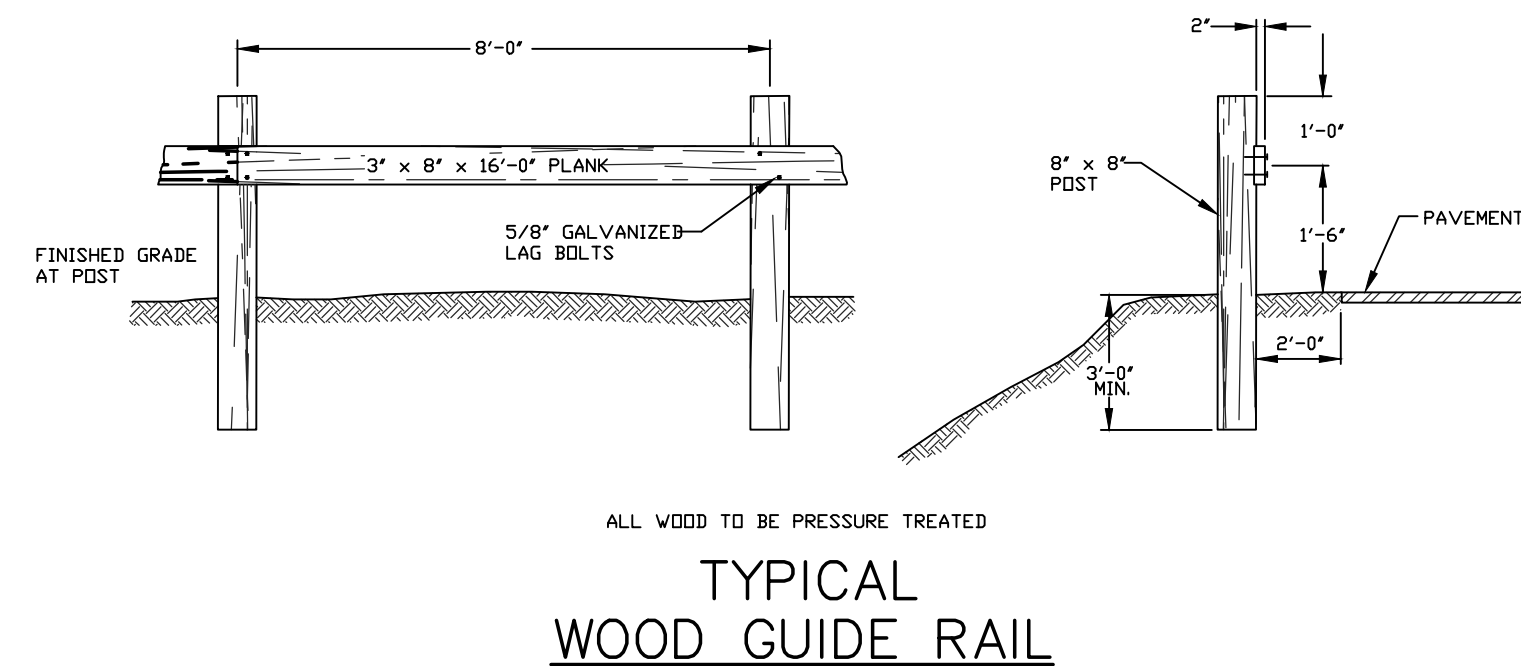 8'-0"
3" x 8" x 16'-0" PLANK
5/8" GALVANIZED
LAG BOLTS
FINISHED GRADE
AT POST
2"
1'-0"
8" x 8"
POST
1'-6"
PAVEMENT
2'-0"
3'-0"
MIN.
ALL WOOD TO BE PRESSURE TREATED
TYPICAL
WOOD GUIDE RAIL